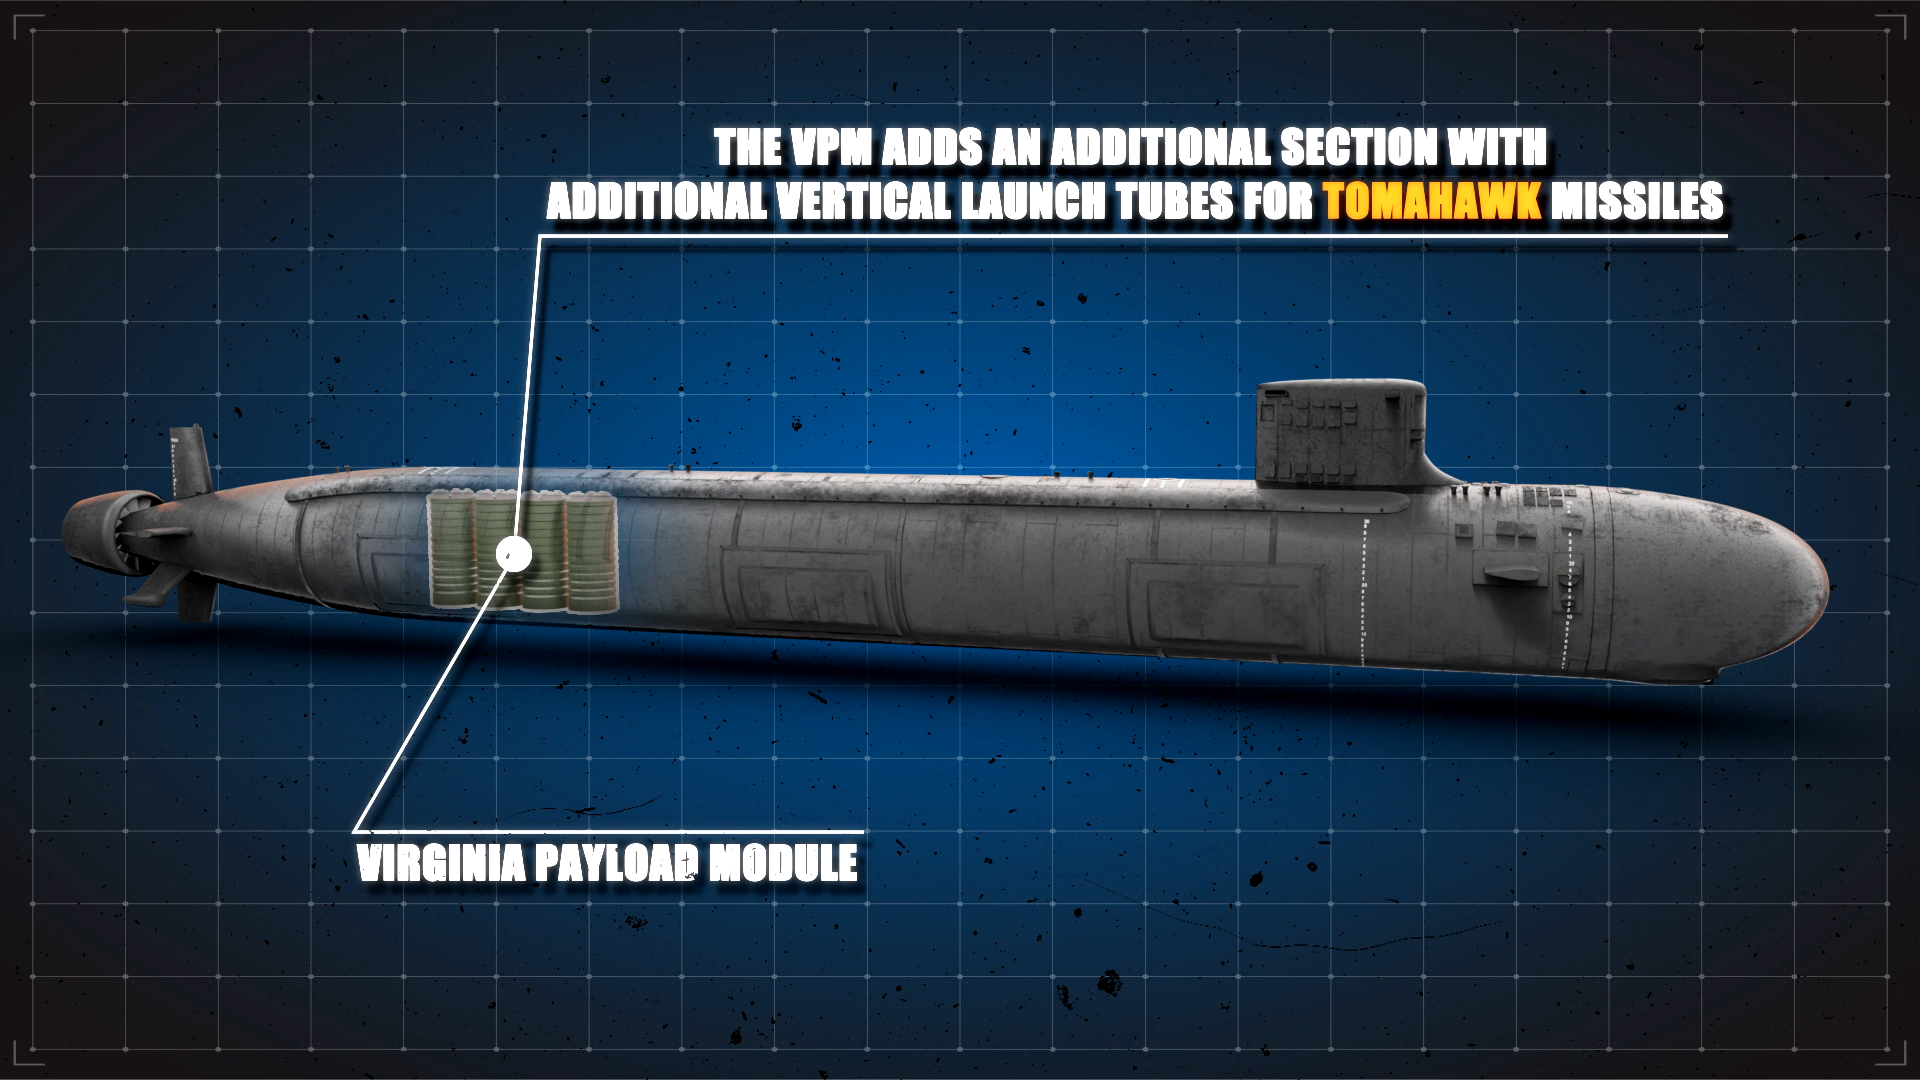 THE VPM ADDS AN ADDITIONAL SECTION WITH
ADDITIONAL VERTICAL LAUNCH TUBES FOR TOMAHAWK MISSILES
VIRGINIA PAYLOAD MODULE